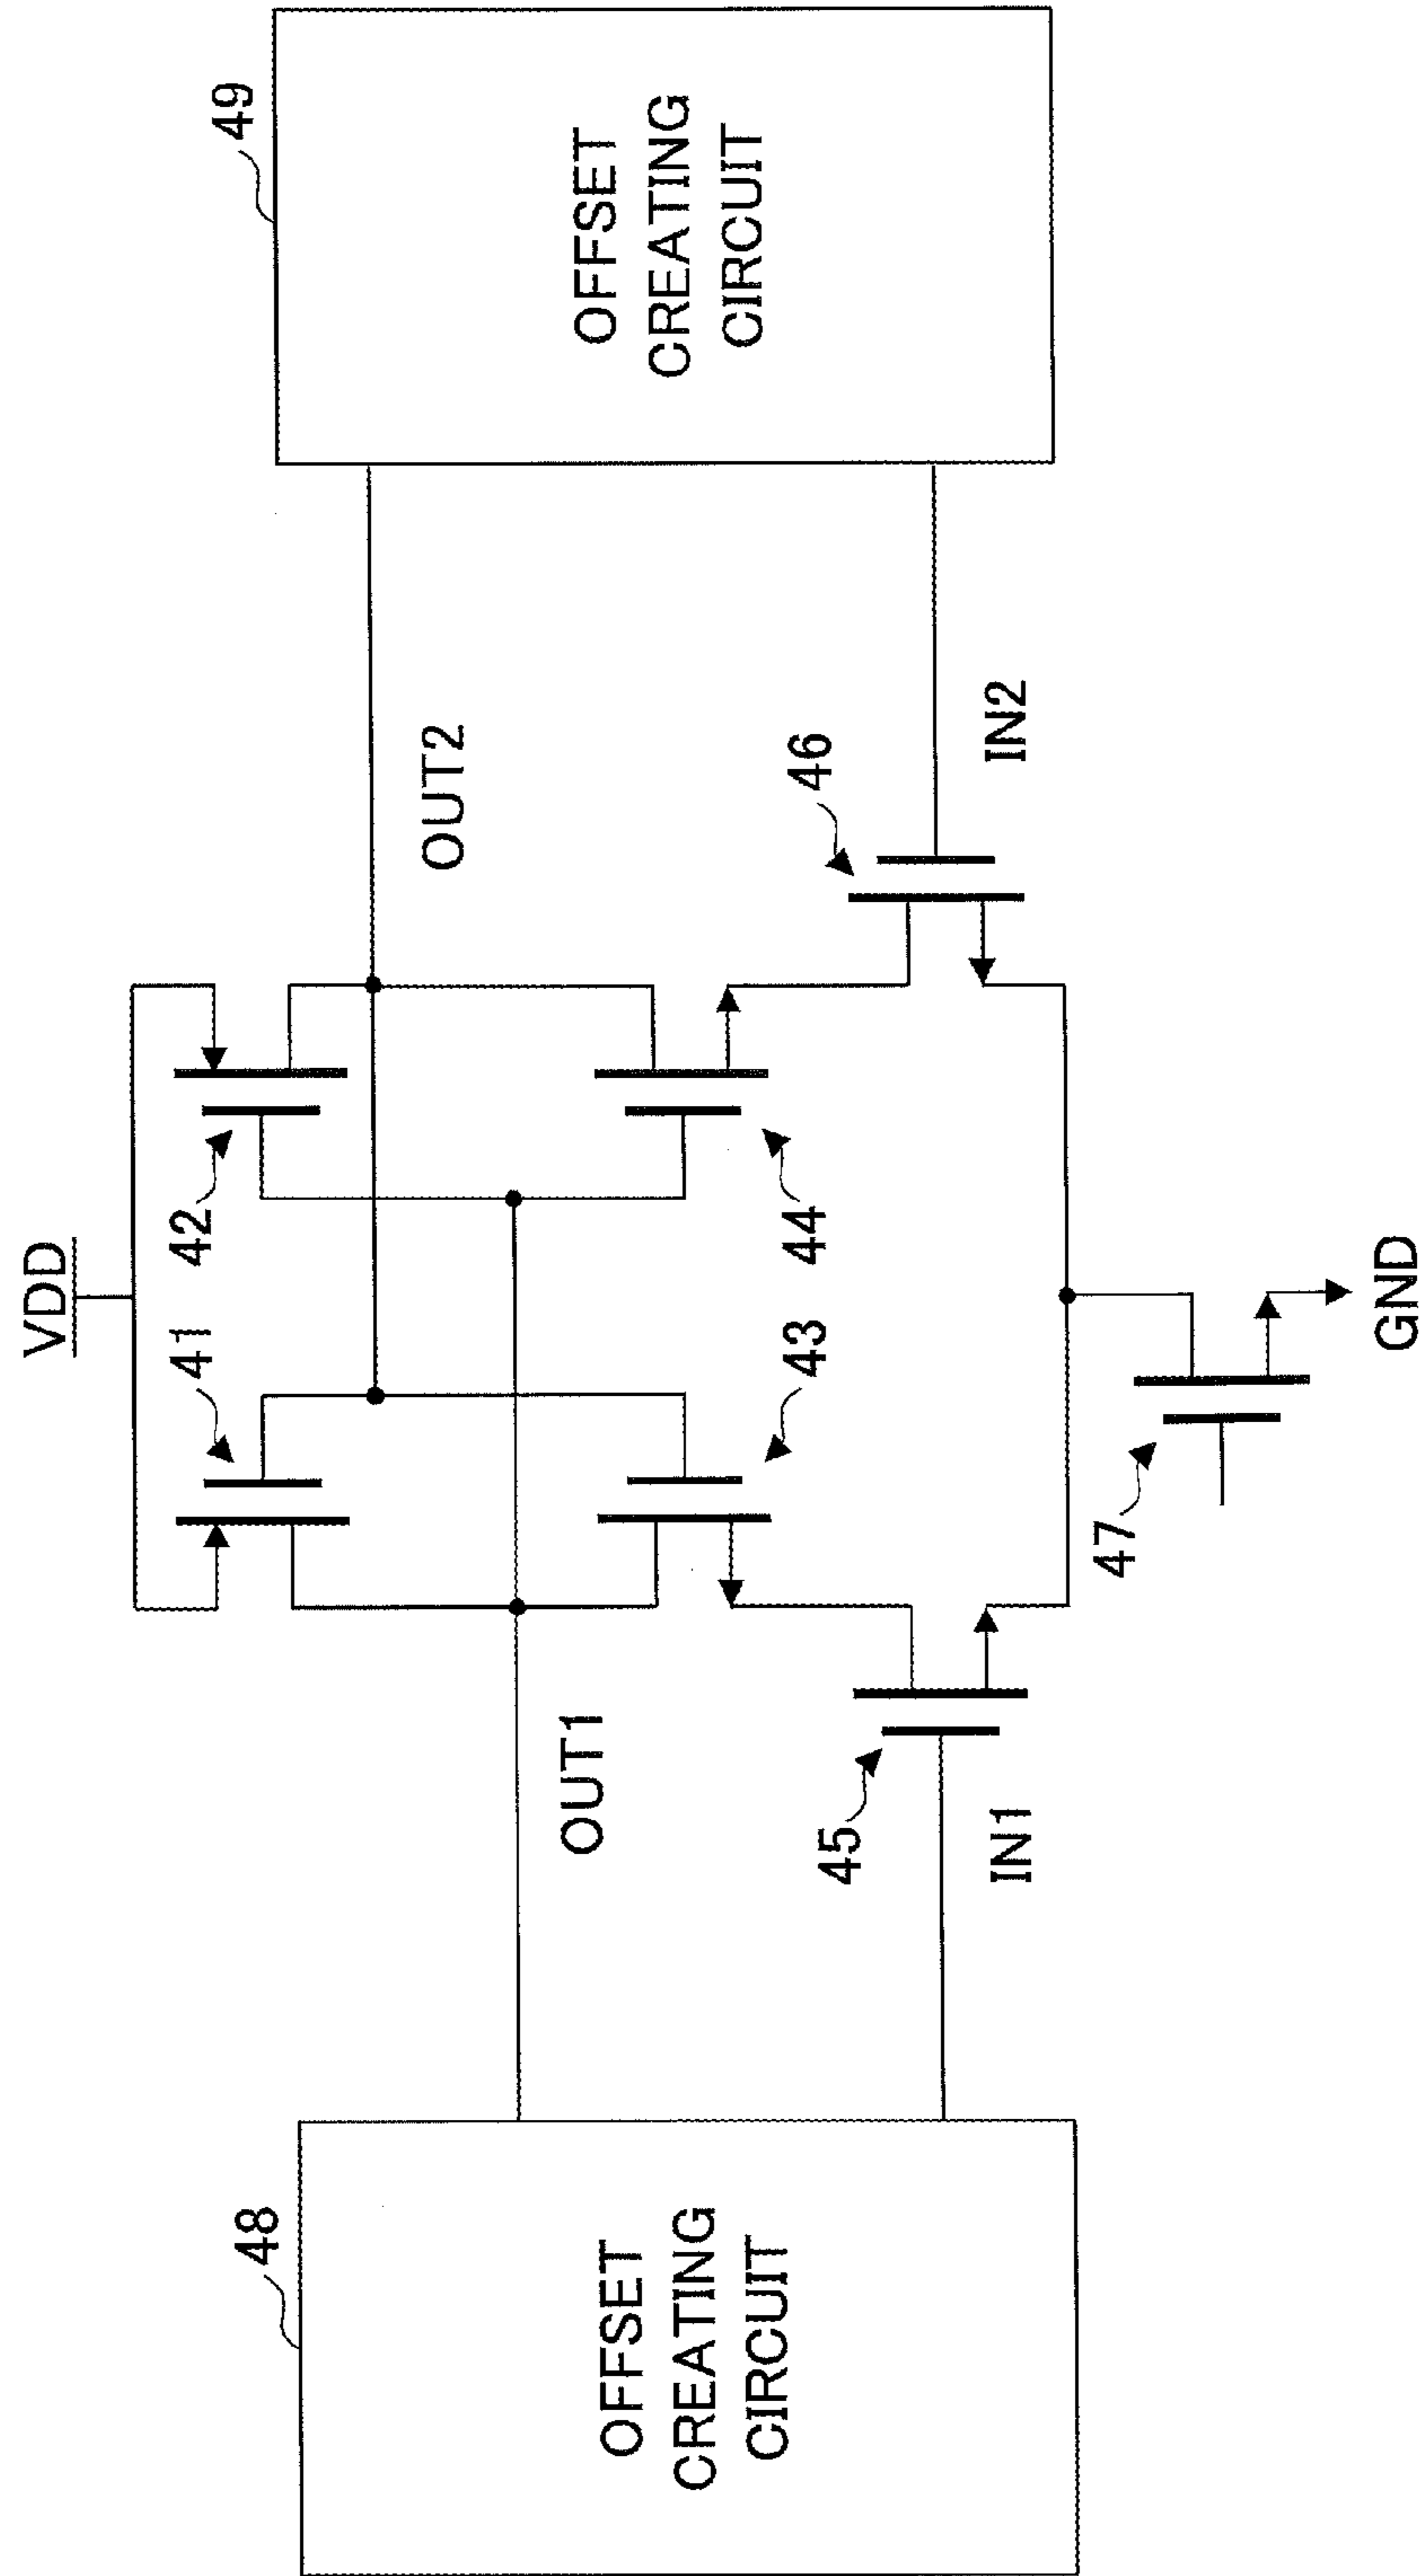 VDD
41
42
43
44
OUT1
OUT2
45
46
IN1
IN2
47
GND
48
OFFSET
CREATING
CIRCUIT
49
OFFSET
CREATING
CIRCUIT